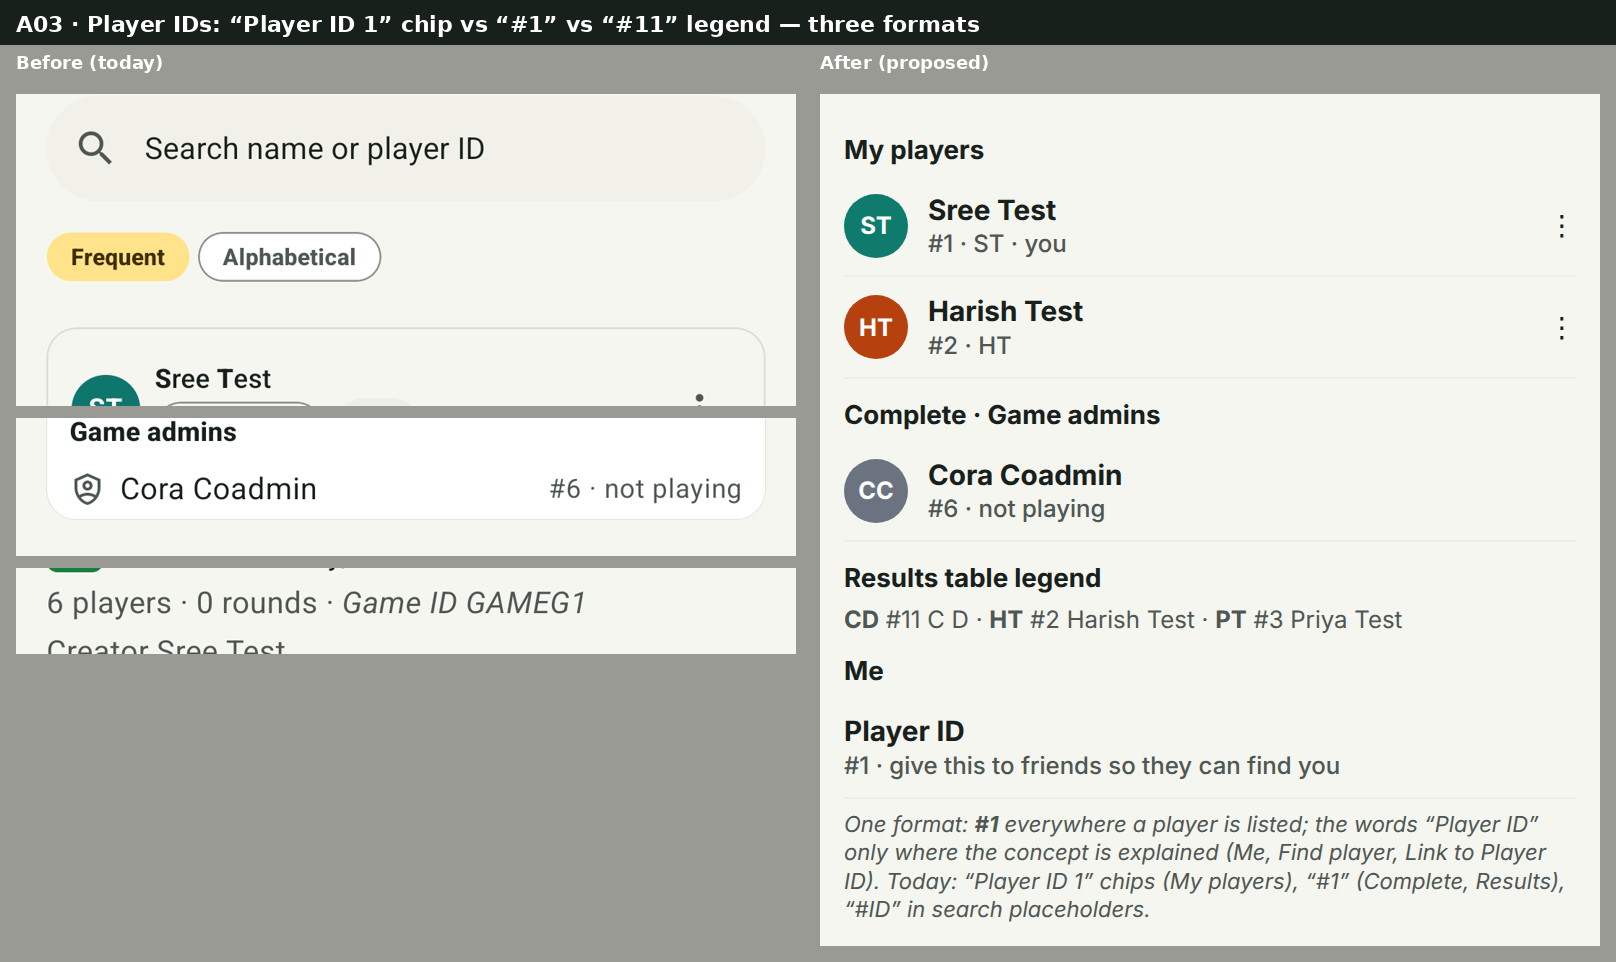 A03 · Player IDs: “Player ID 1” chip vs “#1” vs “#11” legend — three formats
Before (today)
Search name or player ID
Frequent
Alphabetical
Sree Test
ST
Game admins
Cora Coadmin
#6 · not playing
6 players · 0 rounds · Game ID GAMEG1
Creator Sree Test
After (proposed)
My players
ST
Sree Test
#1 · ST · you
HT
Harish Test
#2 · HT
Complete · Game admins
CC
Cora Coadmin
#6 · not playing
Results table legend
CD #11 C D · HT #2 Harish Test · PT #3 Priya Test
Me
Player ID
#1 · give this to friends so they can find you
One format: #1 everywhere a player is listed; the words “Player ID”
only where the concept is explained (Me, Find player, Link to Player
ID). Today: “Player ID 1” chips (My players), “#1” (Complete, Results),
“#ID” in search placeholders.